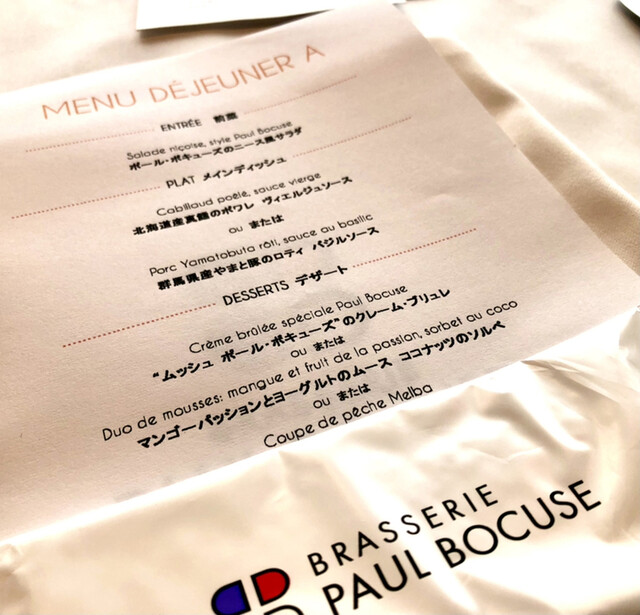 MENU DÉJEUNER A
ENTRÉE 前菜
Salade niçoise, style Paul Bocuse
ポール・ボキューズのニース風サラダ
PLAT メインディッシュ
Cabillaud poêlé, sauce vierge
北海道産真鱈のポワレ ヴィエルジュソース
ou または
Porc Yamatobuta rôti, sauce au basilic
群馬県産やまと豚のロティ バジルソース
DESSERTS デザート
Crème brûlée spéciale Paul Bocuse
“ムッシュ ポール・ボキューズ”のクレーム・ブリュレ
ou または
Duo de mousses: mangue et fruit de la passion, sorbet au coco
マンゴーパッションとヨーグルトのムース ココナッツのソルベ
ou または
Coupe de pêche Melba
BRASSERIE
PAUL BOCUSE